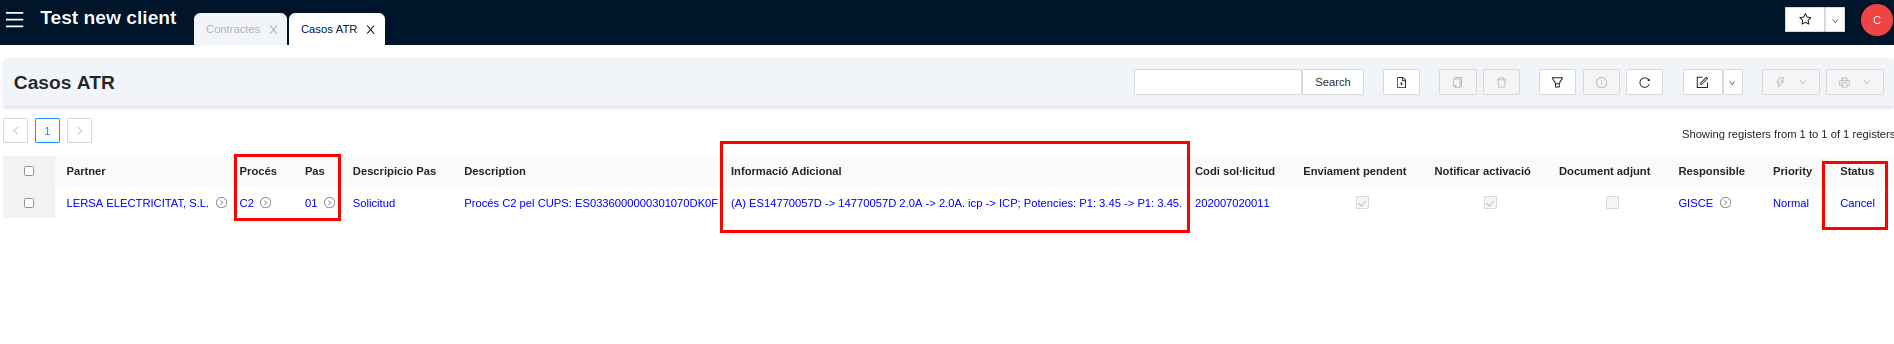 Test new client
Contractes
Casos ATR
C
Casos ATR
Search
1
Showing registers from 1 to 1 of 1 registers
Partner Procés Pas Descripicio Pas Description Informació Adicional Codi sol·licitud Enviament pendent Notificar activació Document adjunt Responsible Priority Status
LERSA ELECTRICITAT, S.L. C2 01 Solicitud Procés C2 pel CUPS: ES0336000000301070DK0F (A) ES14770057D -> 14770057D 2.0A -> 2.0A. icp -> ICP; Potencies: P1: 3.45 -> P1: 3.45. 202007020011 GISCE Normal Cancel